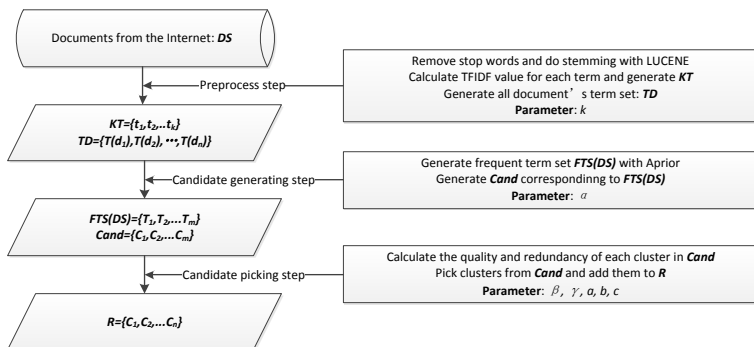 Documents from the Internet: DS
Remove stop words and do stemming with LUCENE
Calculate TFIDF value for each term and generate KT
Generate all document's term set: TD
Parameter: k
Preprocess step
KT={t1,t2,..tk}
TD={T(d1),T(d2),···,T(dn)}
Generate frequent term set FTS(DS) with Aprior
Generate Cand correspondinng to FTS(DS)
Parameter: α
Candidate generating step
FTS(DS)={T1,T2,...Tm}
Cand={C1,C2,...Cm}
Calculate the quality and redundancy of each cluster in Cand
Pick clusters from Cand and add them to R
Parameter: β, γ, a, b, c
Candidate picking step
R={C1,C2,...Cn}